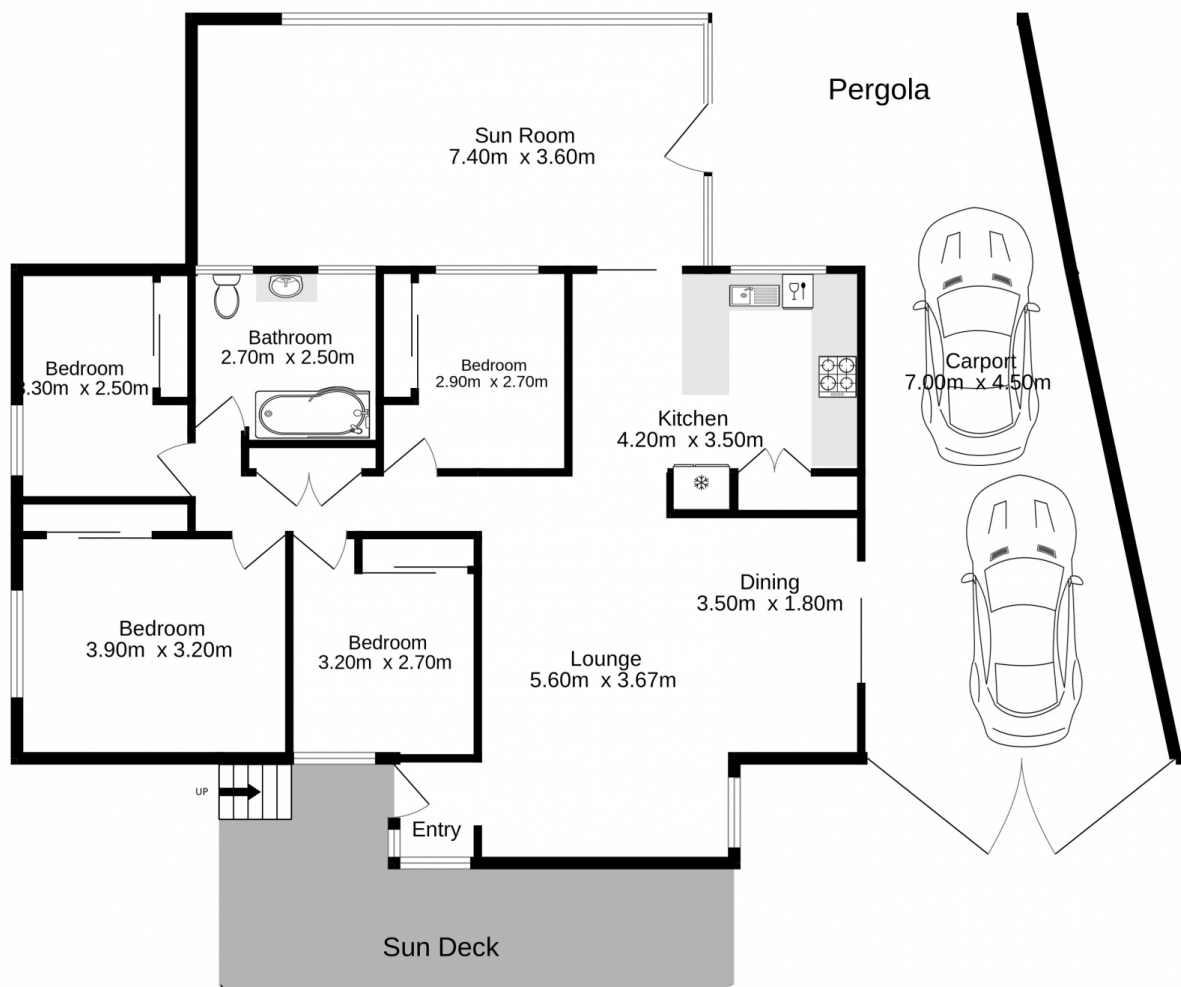 Pergola
Sun Room
7.40m x 3.60m
Bathroom
2.70m x 2.50m
Bedroom
3.30m x 2.50m
Bedroom
2.90m x 2.70m
Carport
7.00m x 4.50m
Kitchen
4.20m x 3.50m
Dining
3.50m x 1.80m
Bedroom
3.90m x 3.20m
Bedroom
3.20m x 2.70m
Lounge
5.60m x 3.67m
UP
Entry
Sun Deck